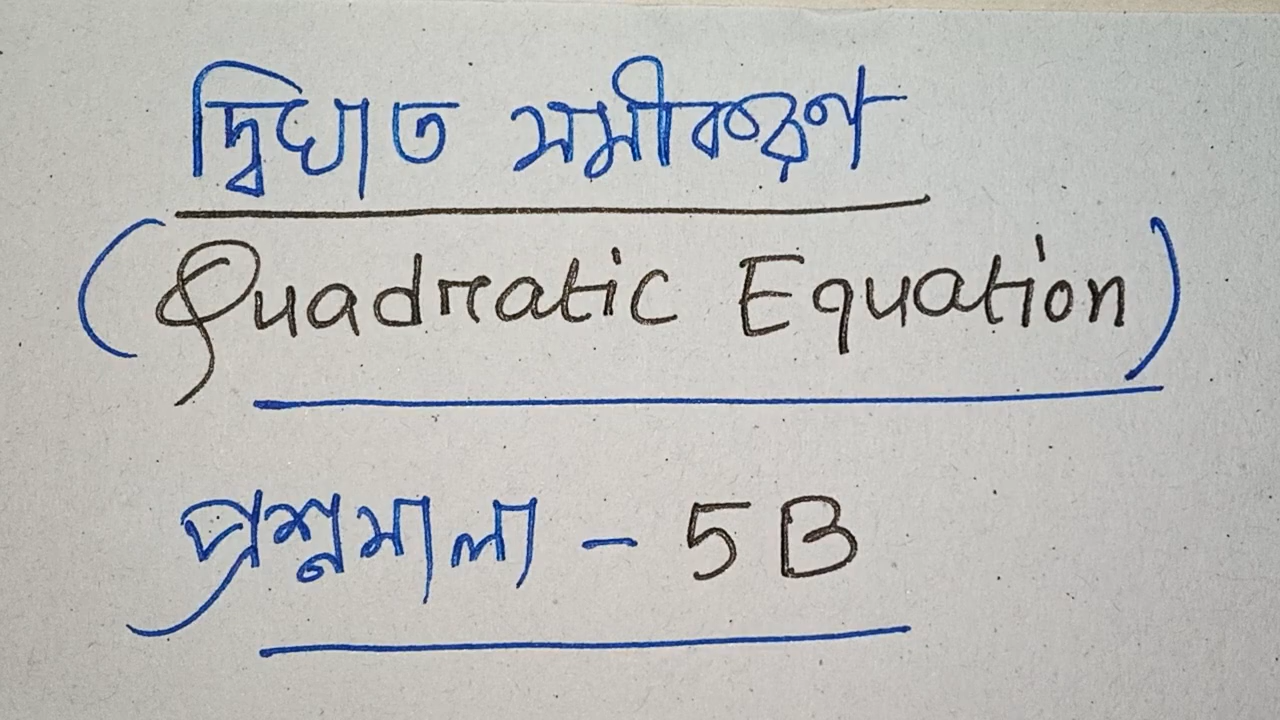 দ্বিঘাত সমীকরণ
(Quadratic Equation)
প্রশ্নমালা - 5B